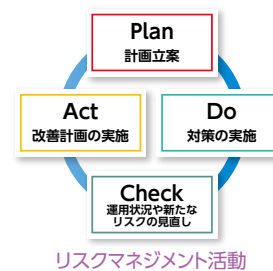 Plan
計画立案
Act
改善計画の実施
Do
対策の実施
Check
運用状況や新たな
リスクの見直し
リスクマネジメント活動